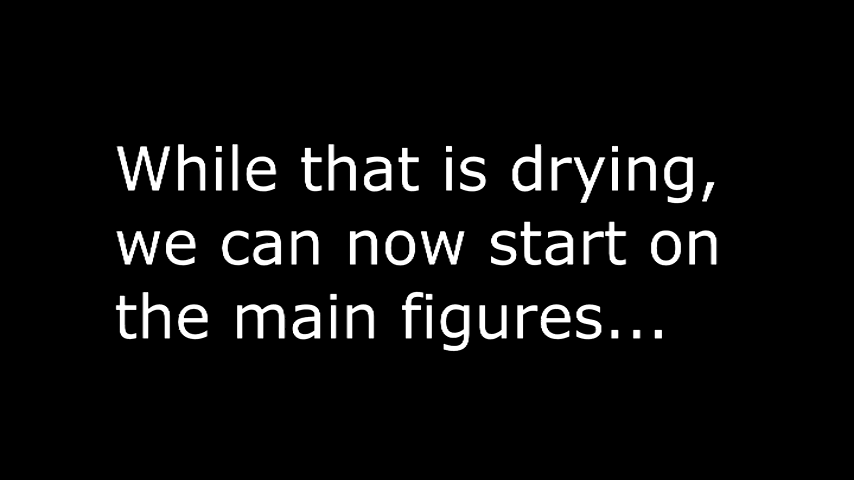 While that is drying,
we can now start on
the main figures...